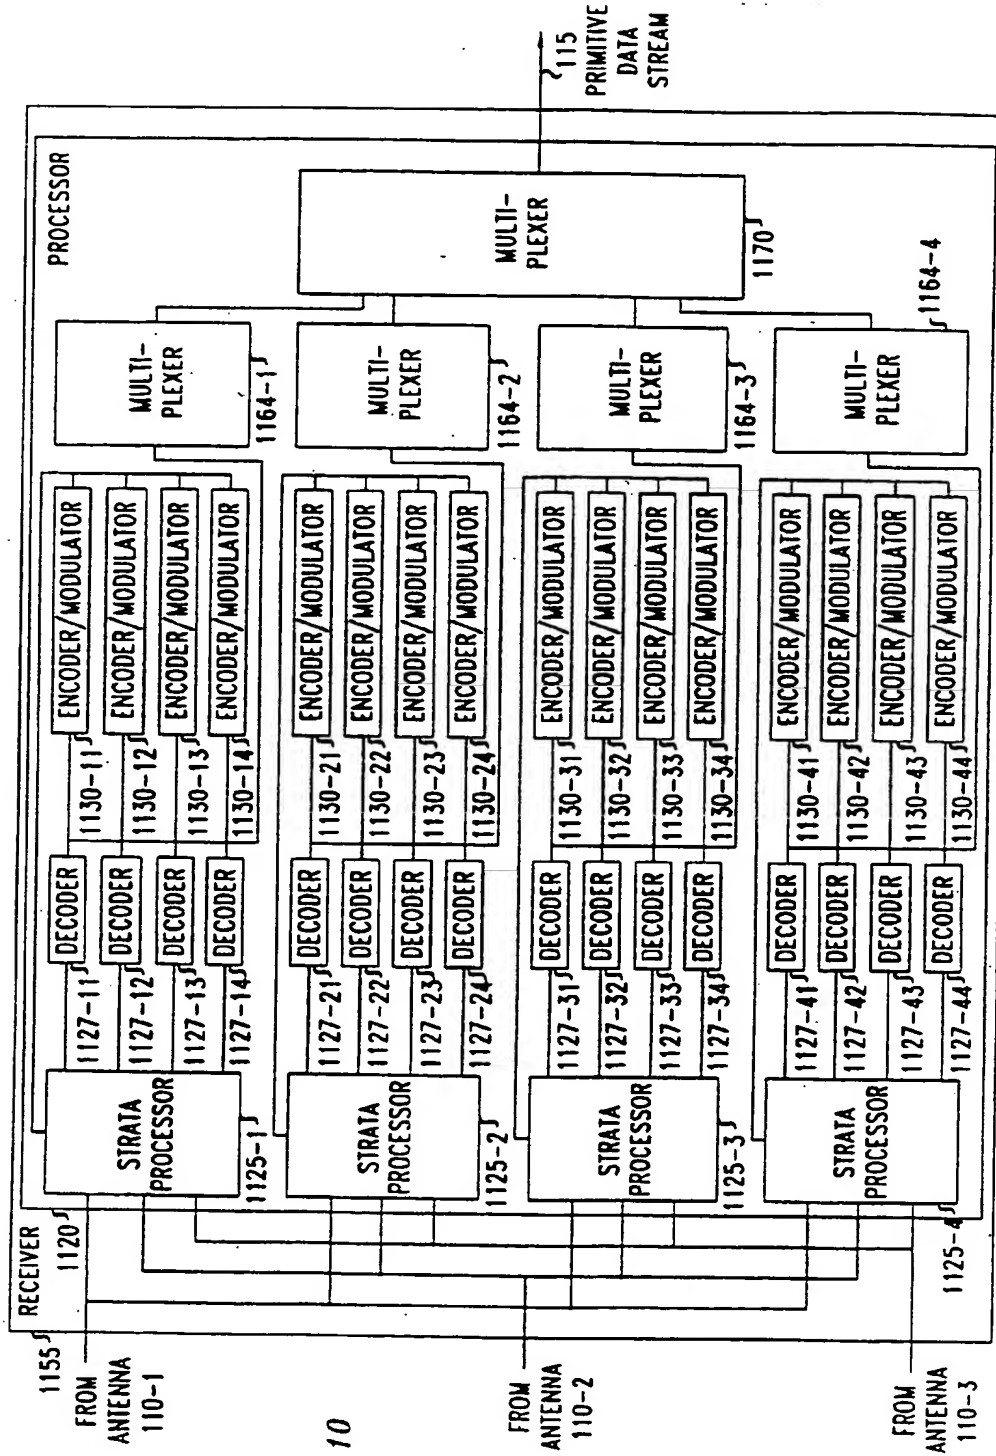 1155
RECEIVER
1120
PROCESSOR
FROM
ANTENNA
110-1
FROM
ANTENNA
110-2
FROM
ANTENNA
110-3
10
STRATA
PROCESSOR
1125-1
1127-11
DECODER
1130-11
ENCODER/MODULATOR
1127-12
DECODER
1130-12
ENCODER/MODULATOR
1127-13
DECODER
1130-13
ENCODER/MODULATOR
1127-14
DECODER
1130-14
ENCODER/MODULATOR
MULTI-
PLEXER
1164-1
STRATA
PROCESSOR
1125-2
1127-21
DECODER
1130-21
ENCODER/MODULATOR
1127-22
DECODER
1130-22
ENCODER/MODULATOR
1127-23
DECODER
1130-23
ENCODER/MODULATOR
1127-24
DECODER
1130-24
ENCODER/MODULATOR
MULTI-
PLEXER
1164-2
STRATA
PROCESSOR
1125-3
1127-31
DECODER
1130-31
ENCODER/MODULATOR
1127-32
DECODER
1130-32
ENCODER/MODULATOR
1127-33
DECODER
1130-33
ENCODER/MODULATOR
1127-34
DECODER
1130-34
ENCODER/MODULATOR
MULTI-
PLEXER
1164-3
STRATA
PROCESSOR
1125-4
1127-41
DECODER
1130-41
ENCODER/MODULATOR
1127-42
DECODER
1130-42
ENCODER/MODULATOR
1127-43
DECODER
1130-43
ENCODER/MODULATOR
1127-44
DECODER
1130-44
ENCODER/MODULATOR
MULTI-
PLEXER
1164-4
MULTI-
PLEXER
1170
115
PRIMITIVE
DATA
STREAM